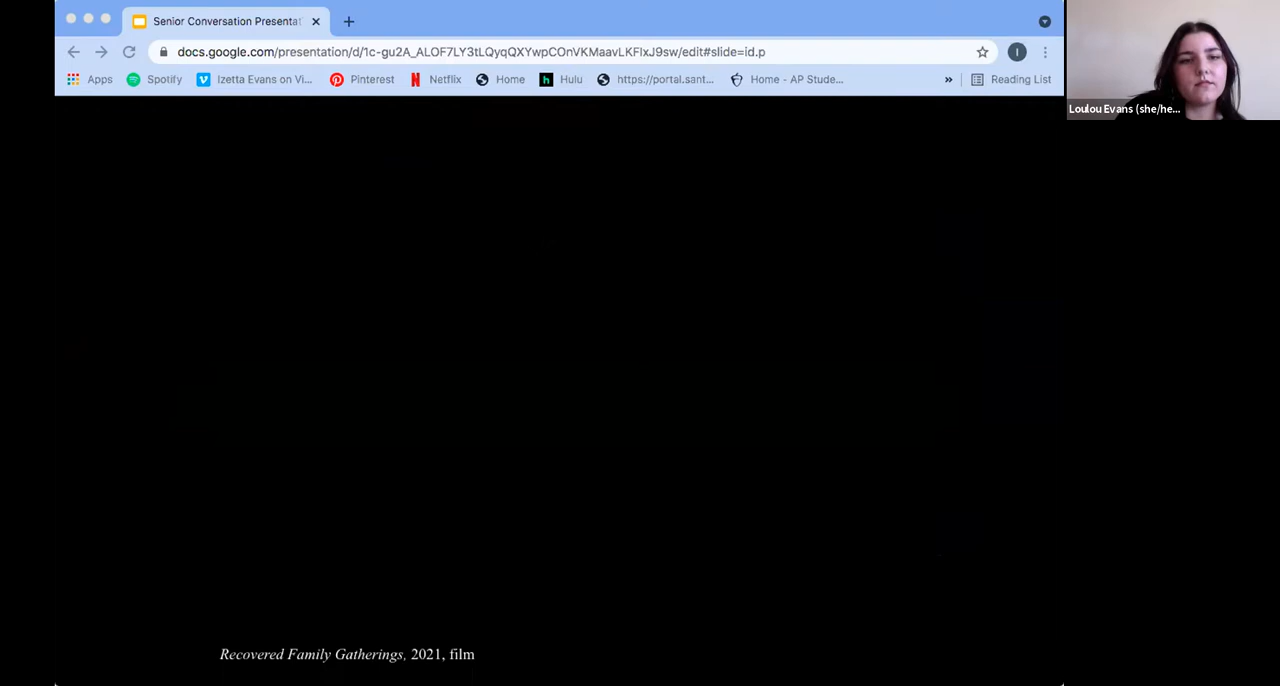 Senior Conversation Presentat
docs.google.com/presentation/d/1c-gu2A_ALOF7LY3tLQyqQXYwpCOnVKMaavLKFlxJ9sw/edit#slide=id.p
I
Apps Spotify Izetta Evans on Vi... Pinterest Netflix Home Hulu https://portal.sant... Home - AP Stude... » Reading List
Loulou Evans (she/he...
Recovered Family Gatherings, 2021, film